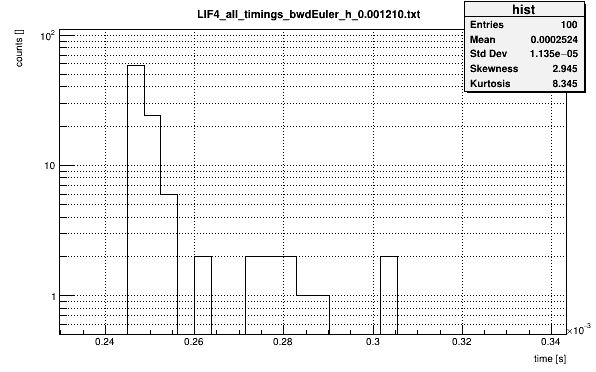 LIF4_all_timings_bwdEuler_h_0.001210.txt
hist
Entries 100
Mean 0.0002524
Std Dev 1.135e−05
Skewness 2.945
Kurtosis 8.345
counts []
10²
10
1
0.24 0.26 0.28 0.3 0.32 0.34
×10⁻³
time [s]